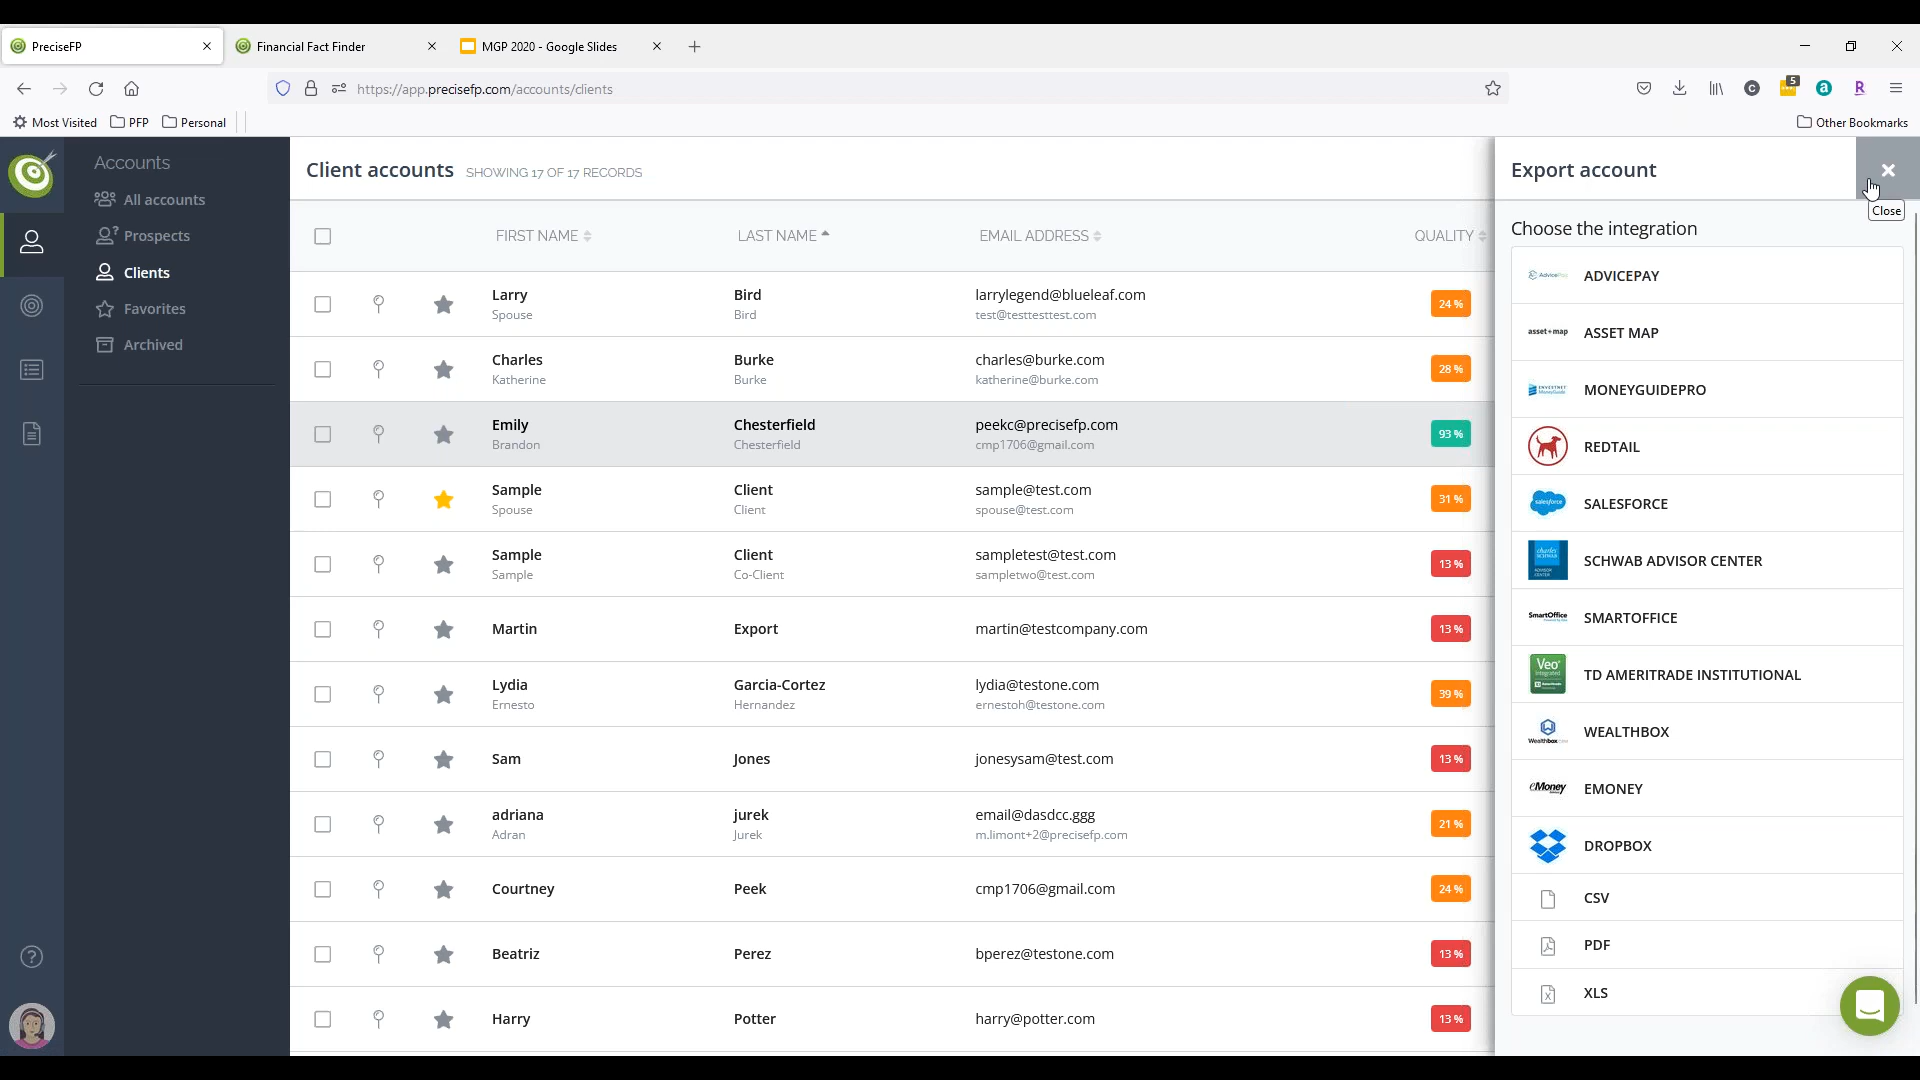 PreciseFP
Financial Fact Finder
MGP 2020 - Google Slides
https://app.precisefp.com/accounts/clients
5
Most Visited
PFP
Personal
Other Bookmarks
Accounts
All accounts
Prospects
Clients
Favorites
Archived
Client accounts SHOWING 17 OF 17 RECORDS
FIRST NAME LAST NAME EMAIL ADDRESS QUALITY
Larry Bird larrylegend@blueleaf.com 24 %
Spouse Bird test@testtesttest.com
Charles Burke charles@burke.com 28 %
Katherine Burke katherine@burke.com
Emily Chesterfield peekc@precisefp.com 93 %
Brandon Chesterfield cmp1706@gmail.com
Sample Client sample@test.com 31 %
Spouse Client spouse@test.com
Sample Client sampletest@test.com 13 %
Sample Co-Client sampletwo@test.com
Martin Export martin@testcompany.com 13 %
Lydia Garcia-Cortez lydia@testone.com 39 %
Ernesto Hernandez ernestoh@testone.com
Sam Jones jonesysam@test.com 13 %
adriana jurek email@dasdcc.ggg 21 %
Adran Jurek m.limont+2@precisefp.com
Courtney Peek cmp1706@gmail.com 24 %
Beatriz Perez bperez@testone.com 13 %
Harry Potter harry@potter.com 13 %
Export account
Close
Choose the integration
ADVICEPAY
asset+map ASSET MAP
MONEYGUIDEPRO
REDTAIL
salesforce SALESFORCE
charles SCHWAB ADVISOR CENTER SCHWAB ADVISOR CENTER
SmartOffice SMARTOFFICE
Veo Integrated TD AMERITRADE INSTITUTIONAL
Wealthbox WEALTHBOX
eMoney EMONEY
DROPBOX
CSV
PDF
XLS